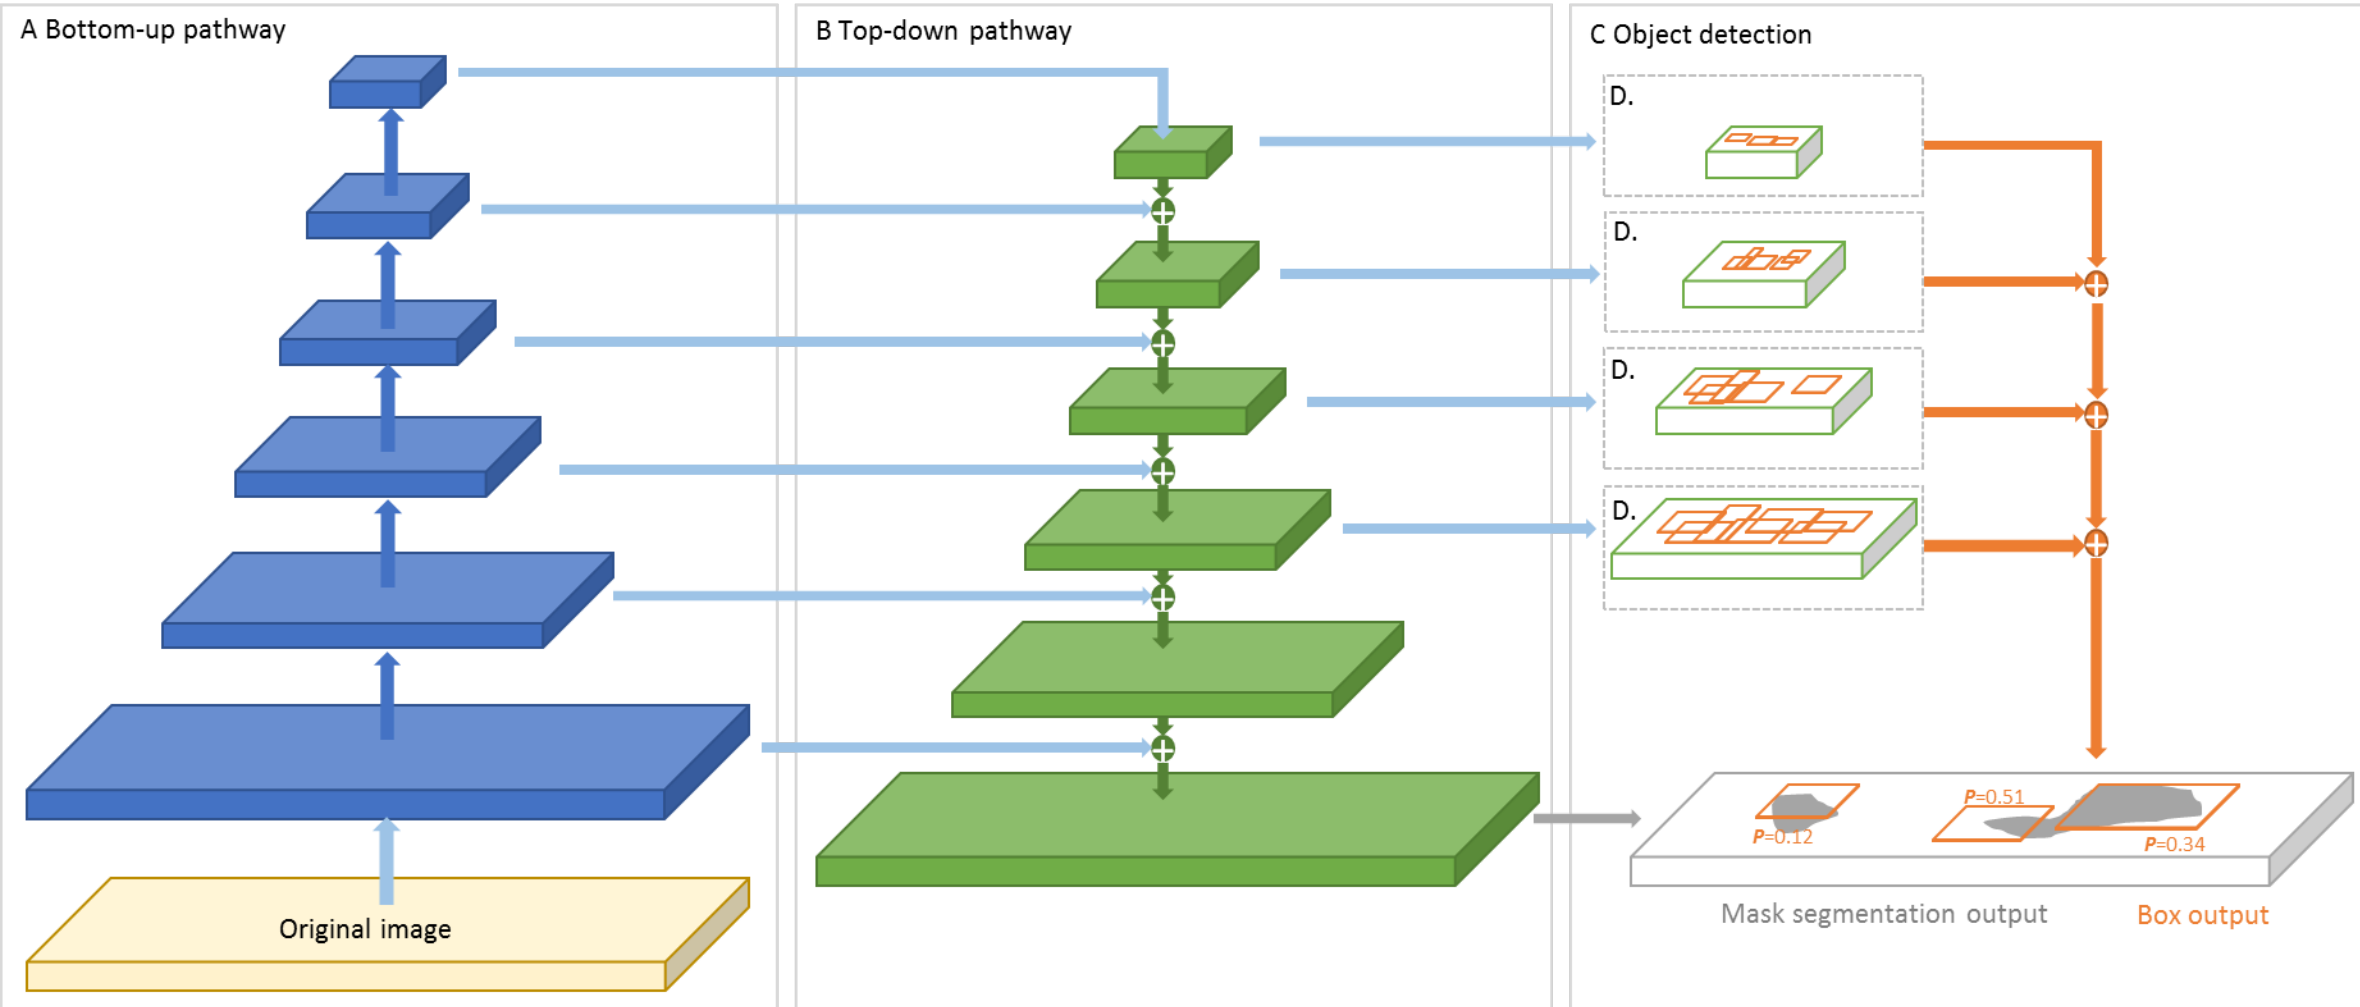 A Bottom-up pathway
B Top-down pathway
C Object detection
D.
D.
D.
D.
Original image
P=0.12
P=0.51
P=0.34
Mask segmentation output
Box output